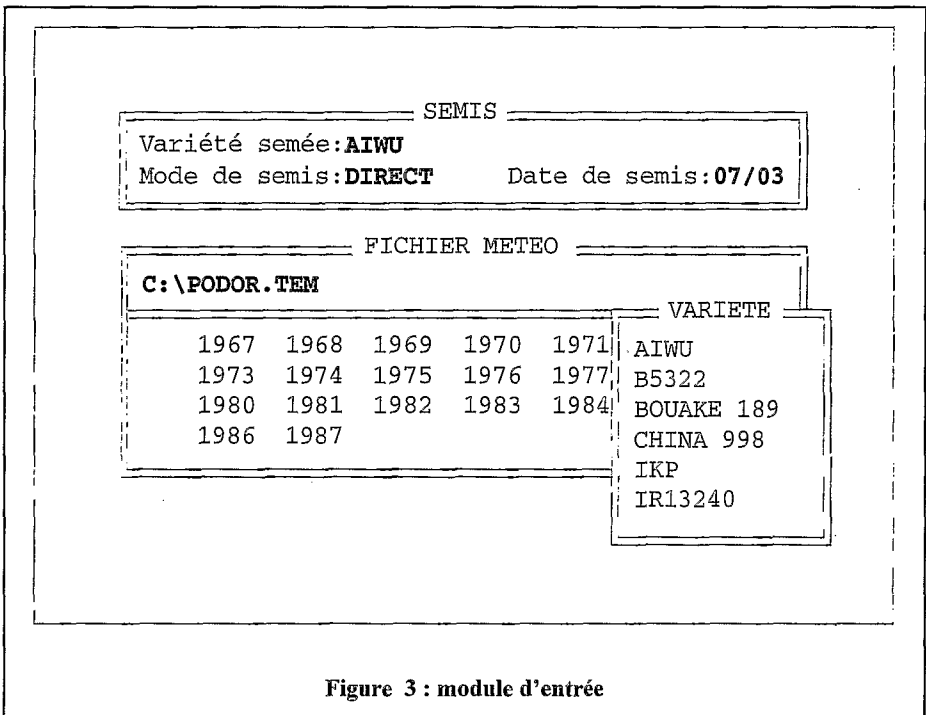 SEMIS
Variété semée:AIWU
Mode de semis:DIRECT Date de semis:07/03
FICHIER METEO
C:\PODOR.TEM
1967 1968 1969 1970 1971
1973 1974 1975 1976 1977
1980 1981 1982 1983 1984
1986 1987
VARIETE
AIWU
B5322
BOUAKE 189
CHINA 998
IKP
IR13240
Figure 3 : module d'entrée